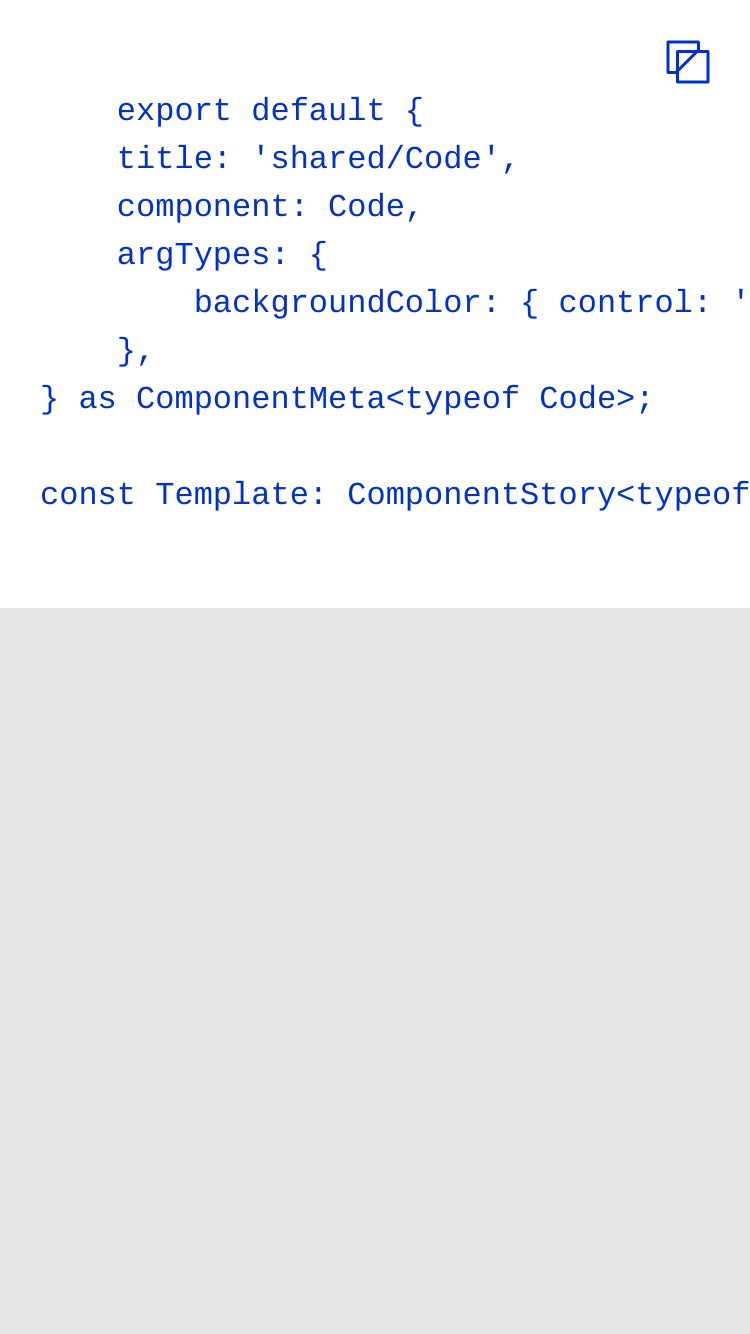 export default {
title: 'shared/Code',
component: Code,
argTypes: {
backgroundColor: { control: '
},
} as ComponentMeta<typeof Code>;
const Template: ComponentStory<typeof